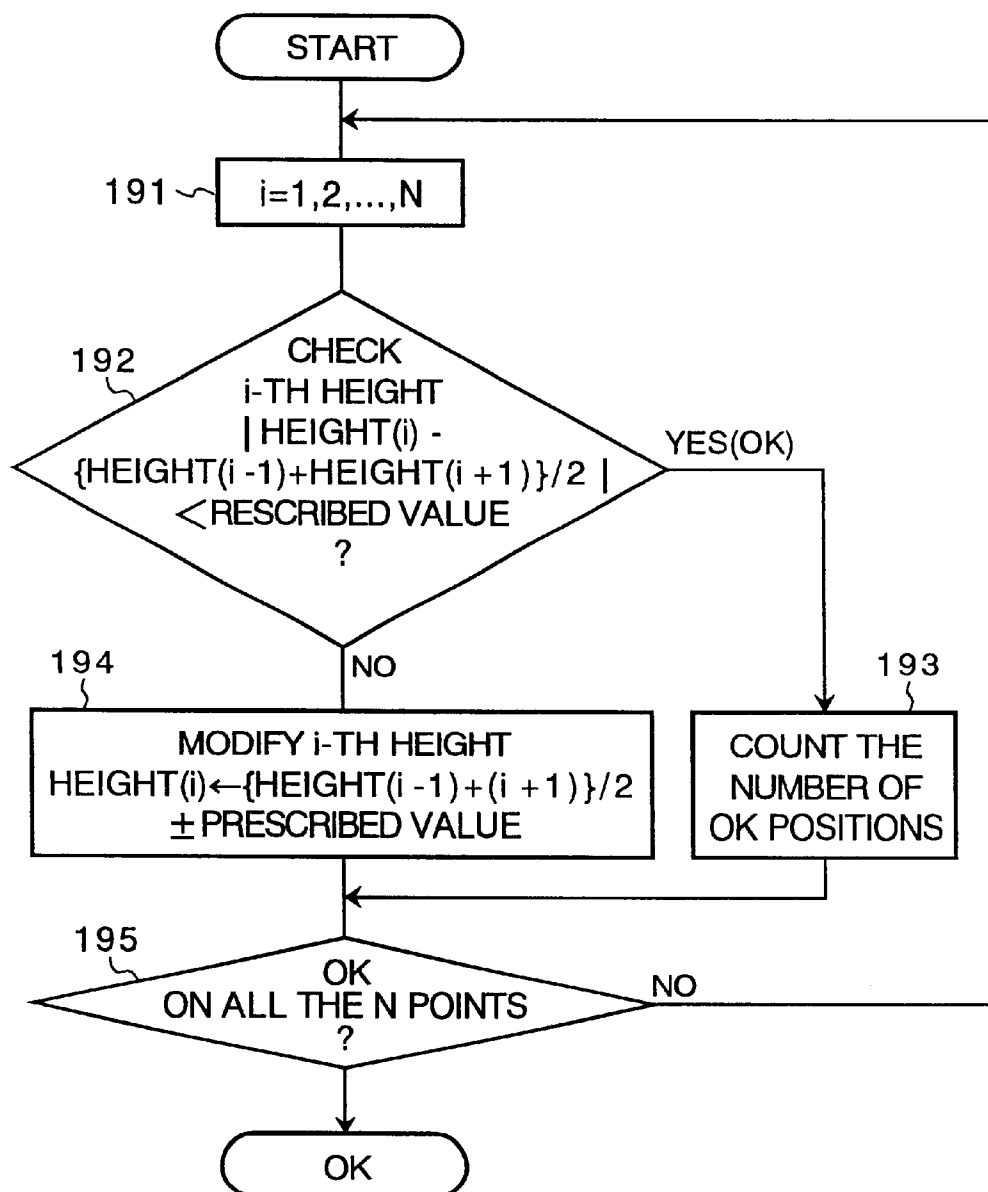 START
191
i=1,2,...,N
192
CHECK
i-TH HEIGHT
| HEIGHT(i) -
{HEIGHT(i -1)+HEIGHT(i +1)}/2 |
<RESCRIBED VALUE
?
YES(OK)
NO
194
MODIFY i-TH HEIGHT
HEIGHT(i)←{HEIGHT(i -1)+(i +1)}/2
±PRESCRIBED VALUE
193
COUNT THE
NUMBER OF
OK POSITIONS
195
OK
ON ALL THE N POINTS
?
NO
OK